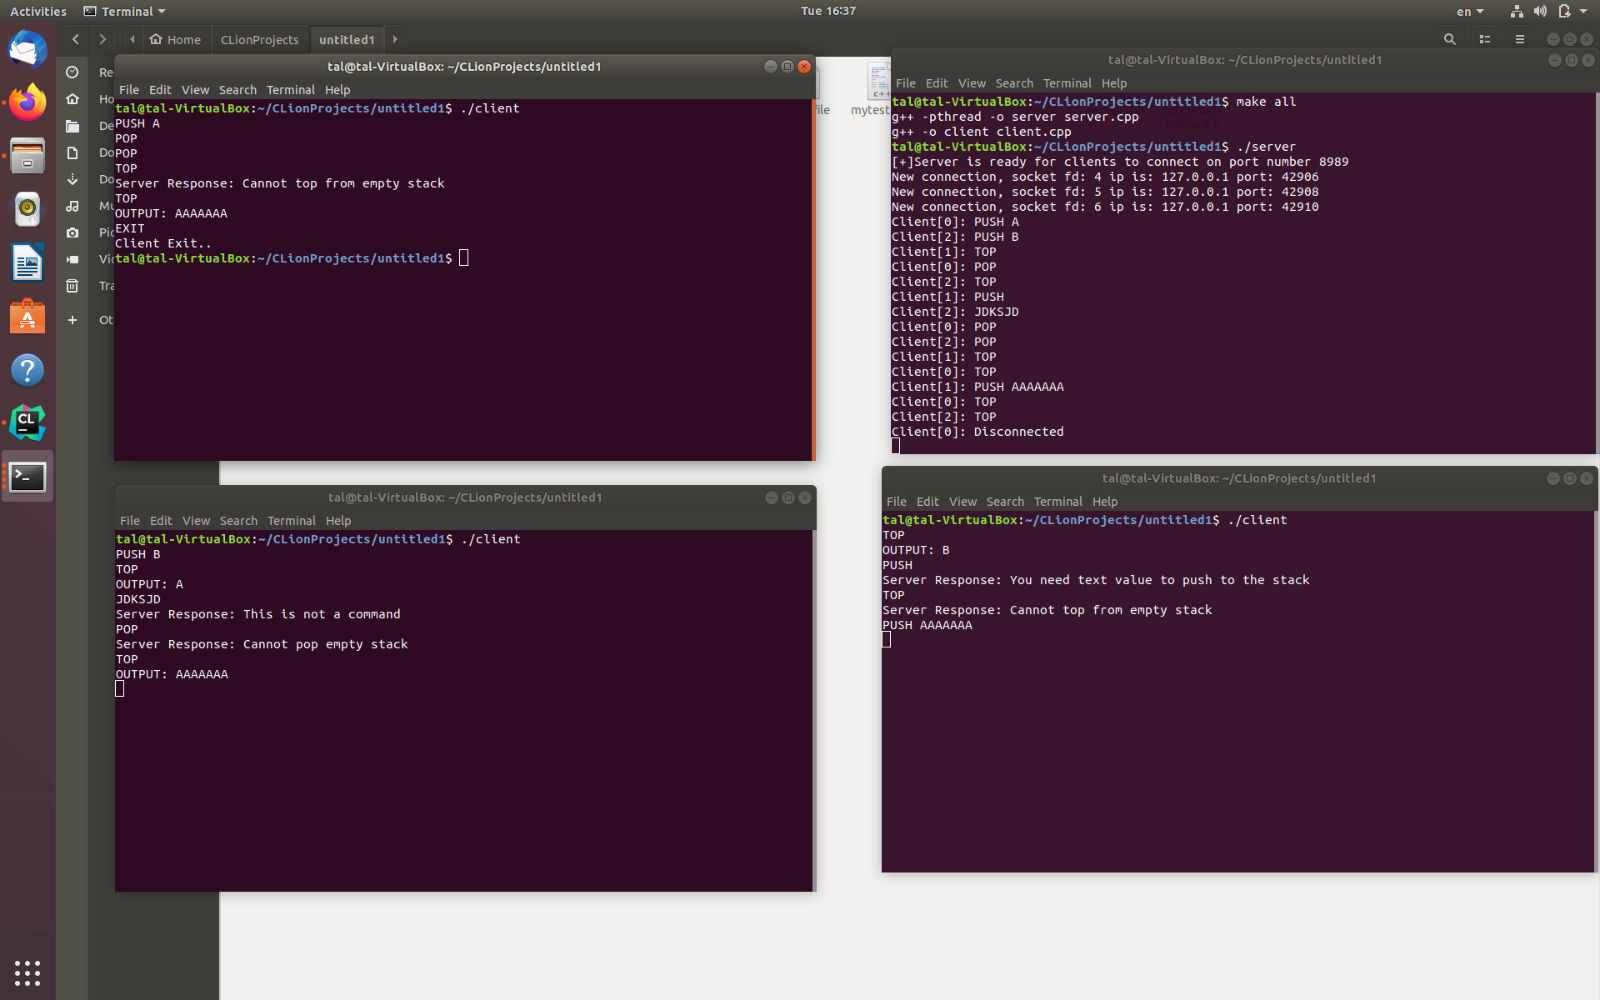 Activities
Terminal
Tue 16:37
en
Home
CLionProjects
untitled1
tal@tal-VirtualBox: ~/CLionProjects/untitled1
File Edit View Search Terminal Help
tal@tal-VirtualBox:~/CLionProjects/untitled1$ ./client
PUSH A
POP
POP
TOP
Server Response: Cannot top from empty stack
TOP
OUTPUT: AAAAAAA
EXIT
Client Exit..
tal@tal-VirtualBox:~/CLionProjects/untitled1$
tal@tal-VirtualBox: ~/CLionProjects/untitled1
File Edit View Search Terminal Help
tal@tal-VirtualBox:~/CLionProjects/untitled1$ make all
g++ -pthread -o server server.cpp
g++ -o client client.cpp
tal@tal-VirtualBox:~/CLionProjects/untitled1$ ./server
[+]Server is ready for clients to connect on port number 8989
New connection, socket fd: 4 ip is: 127.0.0.1 port: 42906
New connection, socket fd: 5 ip is: 127.0.0.1 port: 42908
New connection, socket fd: 6 ip is: 127.0.0.1 port: 42910
Client[0]: PUSH A
Client[2]: PUSH B
Client[1]: TOP
Client[0]: POP
Client[2]: TOP
Client[1]: PUSH
Client[2]: JDKSJD
Client[0]: POP
Client[2]: POP
Client[1]: TOP
Client[0]: TOP
Client[1]: PUSH AAAAAAA
Client[0]: TOP
Client[2]: TOP
Client[0]: Disconnected
tal@tal-VirtualBox: ~/CLionProjects/untitled1
File Edit View Search Terminal Help
tal@tal-VirtualBox:~/CLionProjects/untitled1$ ./client
PUSH B
TOP
OUTPUT: A
JDKSJD
Server Response: This is not a command
POP
Server Response: Cannot pop empty stack
TOP
OUTPUT: AAAAAAA
tal@tal-VirtualBox: ~/CLionProjects/untitled1
File Edit View Search Terminal Help
tal@tal-VirtualBox:~/CLionProjects/untitled1$ ./client
TOP
OUTPUT: B
PUSH
Server Response: You need text value to push to the stack
TOP
Server Response: Cannot top from empty stack
PUSH AAAAAAA
Re
Ho
De
Do
Do
Mu
Pic
Vi
Tra
Ot
file
mytest
C++
CL